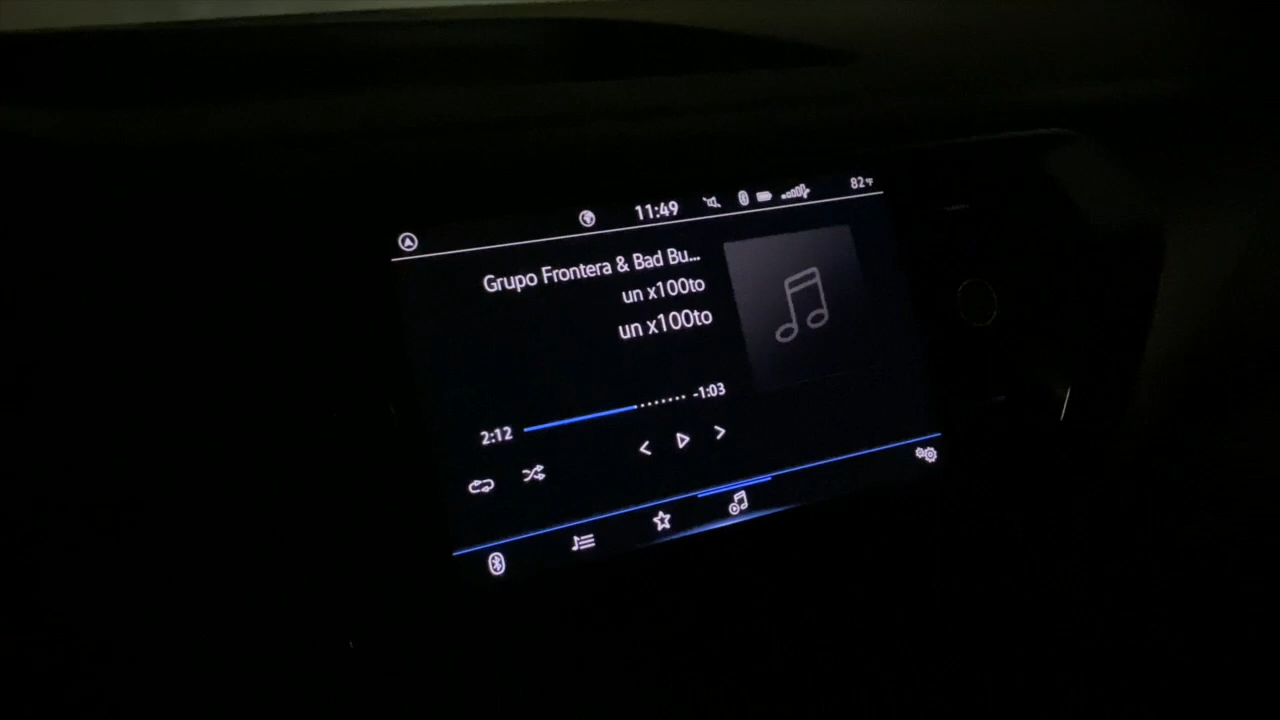 11:49
82°F
Grupo Frontera & Bad Bu...
un x100to
un x100to
2:12
-1:03